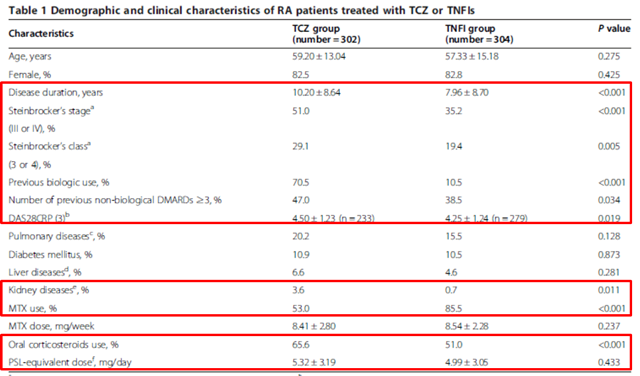 Table 1 Demographic and clinical characteristics of RA patients treated with TCZ or TNFIs
Characteristics TCZ group (number = 302) TNFI group (number = 304) P value
Age, years 59.20 ± 13.04 57.33 ± 15.18 0.275
Female, % 82.5 82.8 0.425
Disease duration, years 10.20 ± 8.64 7.96 ± 8.70 <0.001
Steinbrocker's stageᵃ 51.0 35.2 <0.001
(III or IV), %
Steinbrocker's classᵃ 29.1 19.4 0.005
(3 or 4), %
Previous biologic use, % 70.5 10.5 <0.001
Number of previous non-biological DMARDs ≥3, % 47.0 38.5 0.034
DAS28CRP (3)ᵇ 4.50 ± 1.23 (n = 233) 4.25 ± 1.24 (n = 279) 0.019
Pulmonary diseasesᶜ, % 20.2 15.5 0.128
Diabetes mellitus, % 10.9 10.5 0.873
Liver diseasesᵈ, % 6.6 4.6 0.281
Kidney diseasesᵉ, % 3.6 0.7 0.011
MTX use, % 53.0 85.5 <0.001
MTX dose, mg/week 8.41 ± 2.80 8.54 ± 2.28 0.237
Oral corticosteroids use, % 65.6 51.0 <0.001
PSL-equivalent doseᶠ, mg/day 5.32 ± 3.19 4.99 ± 3.05 0.433